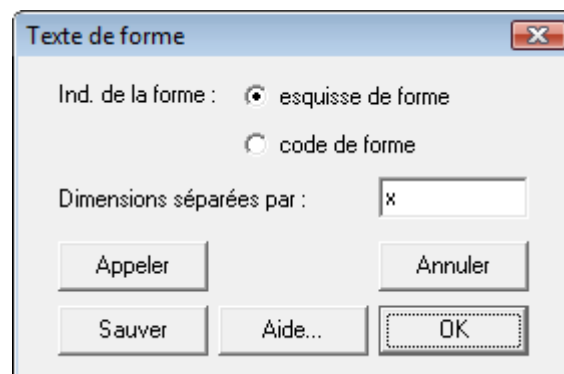 Texte de forme
Ind. de la forme : esquisse de forme
code de forme
Dimensions séparées par : x
Appeler Annuler
Sauver Aide... OK